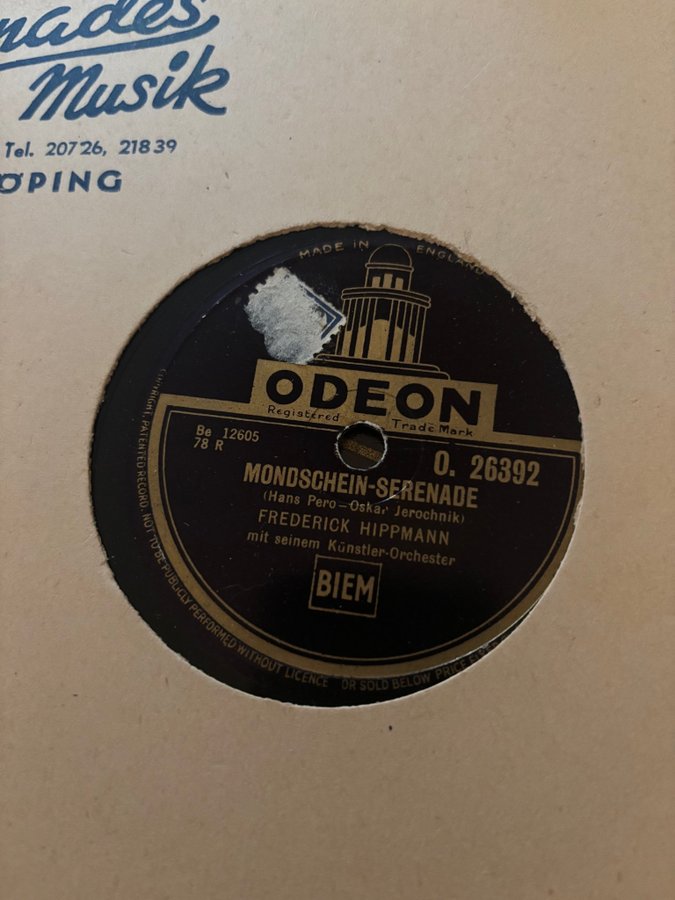 nades
Musik
Tel. 20726, 21839
ÖPING
MADE IN ENGLAND
ODEON
Registered Trade Mark
Be 12605
78 R
O. 26392
MONDSCHEIN-SERENADE
(Hans Pero-Oskar Jerochnik)
FREDERICK HIPPMANN
mit seinem Künstler-Orchester
BIEM
COPYRIGHT, PATENTED RECORD, NOT TO BE PUBLICLY PERFORMED WITHOUT LICENCE OR SOLD BELOW PRICE